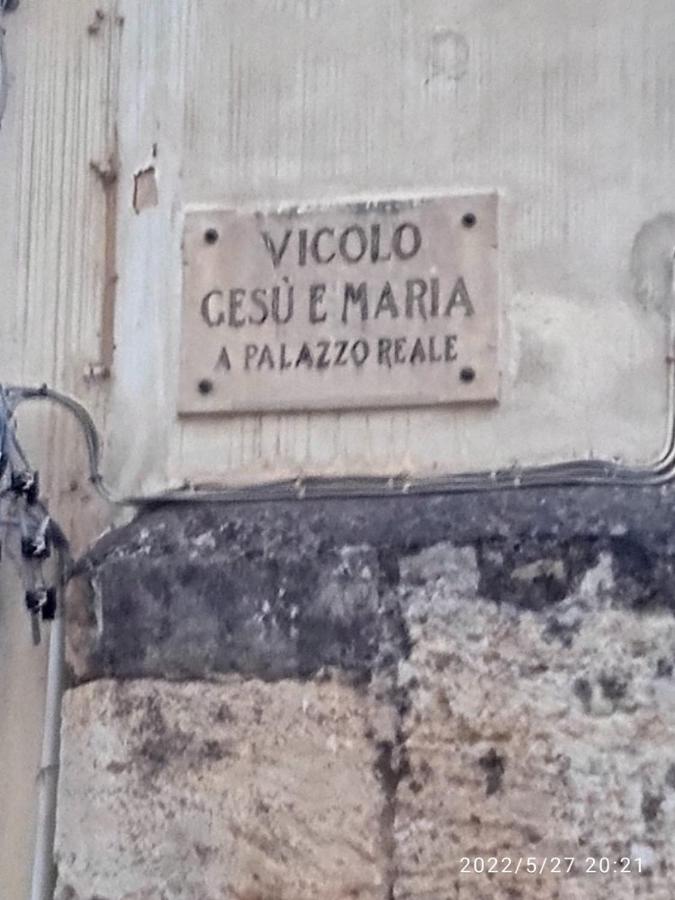 VICOLO
GESÙ E MARIA
A PALAZZO REALE
2022/5/27 20:21